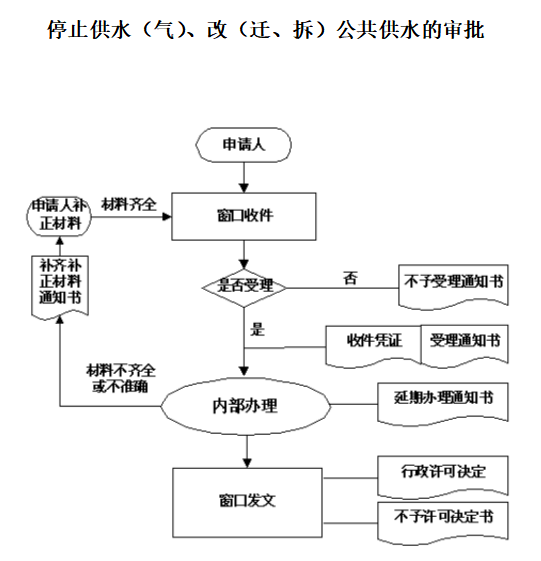 停止供水（气）、改（迁、拆）公共供水的审批
申请人
申请人补
正材料
材料齐全
窗口收件
补齐补
正材料
通知书
是否受理
否
不予受理通知书
是
收件凭证
受理通知书
材料不齐全
或不准确
内部办理
延期办理通知书
窗口发文
行政许可决定
不予许可决定书